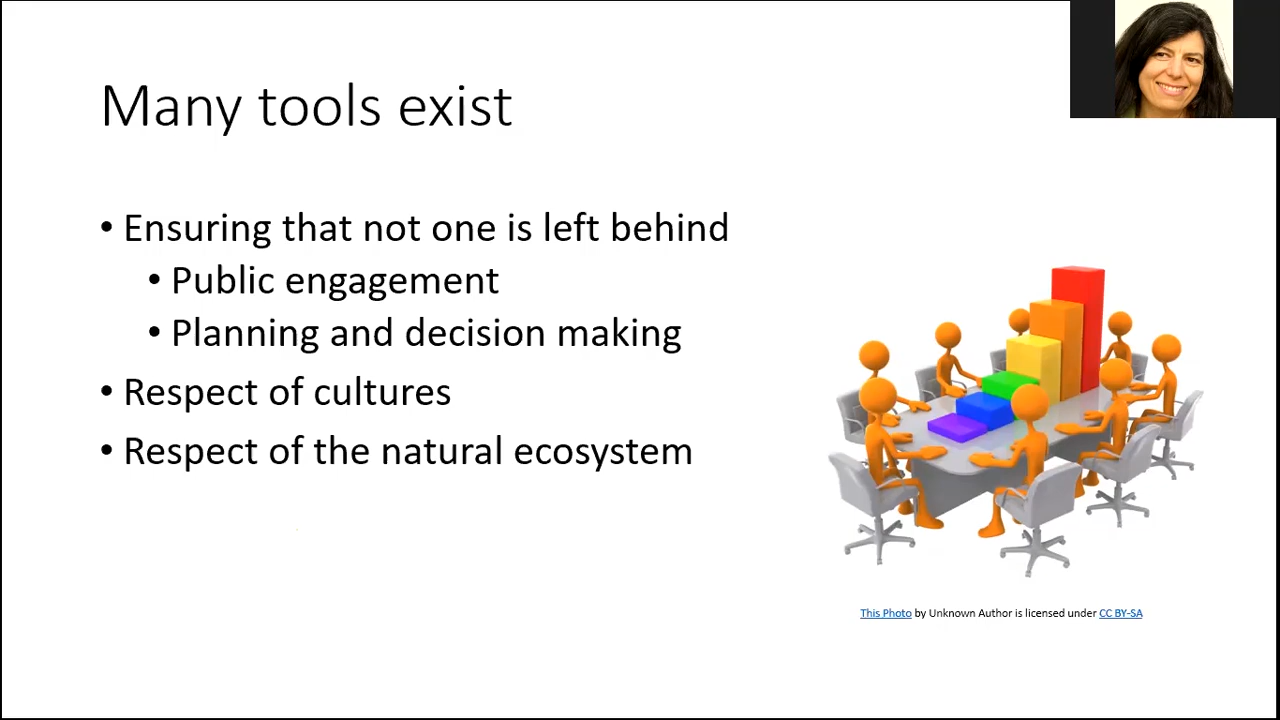 Many tools exist
• Ensuring that not one is left behind
• Public engagement
• Planning and decision making
• Respect of cultures
• Respect of the natural ecosystem
This Photo by Unknown Author is licensed under CC BY-SA